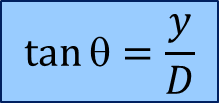 tan θ = y/D